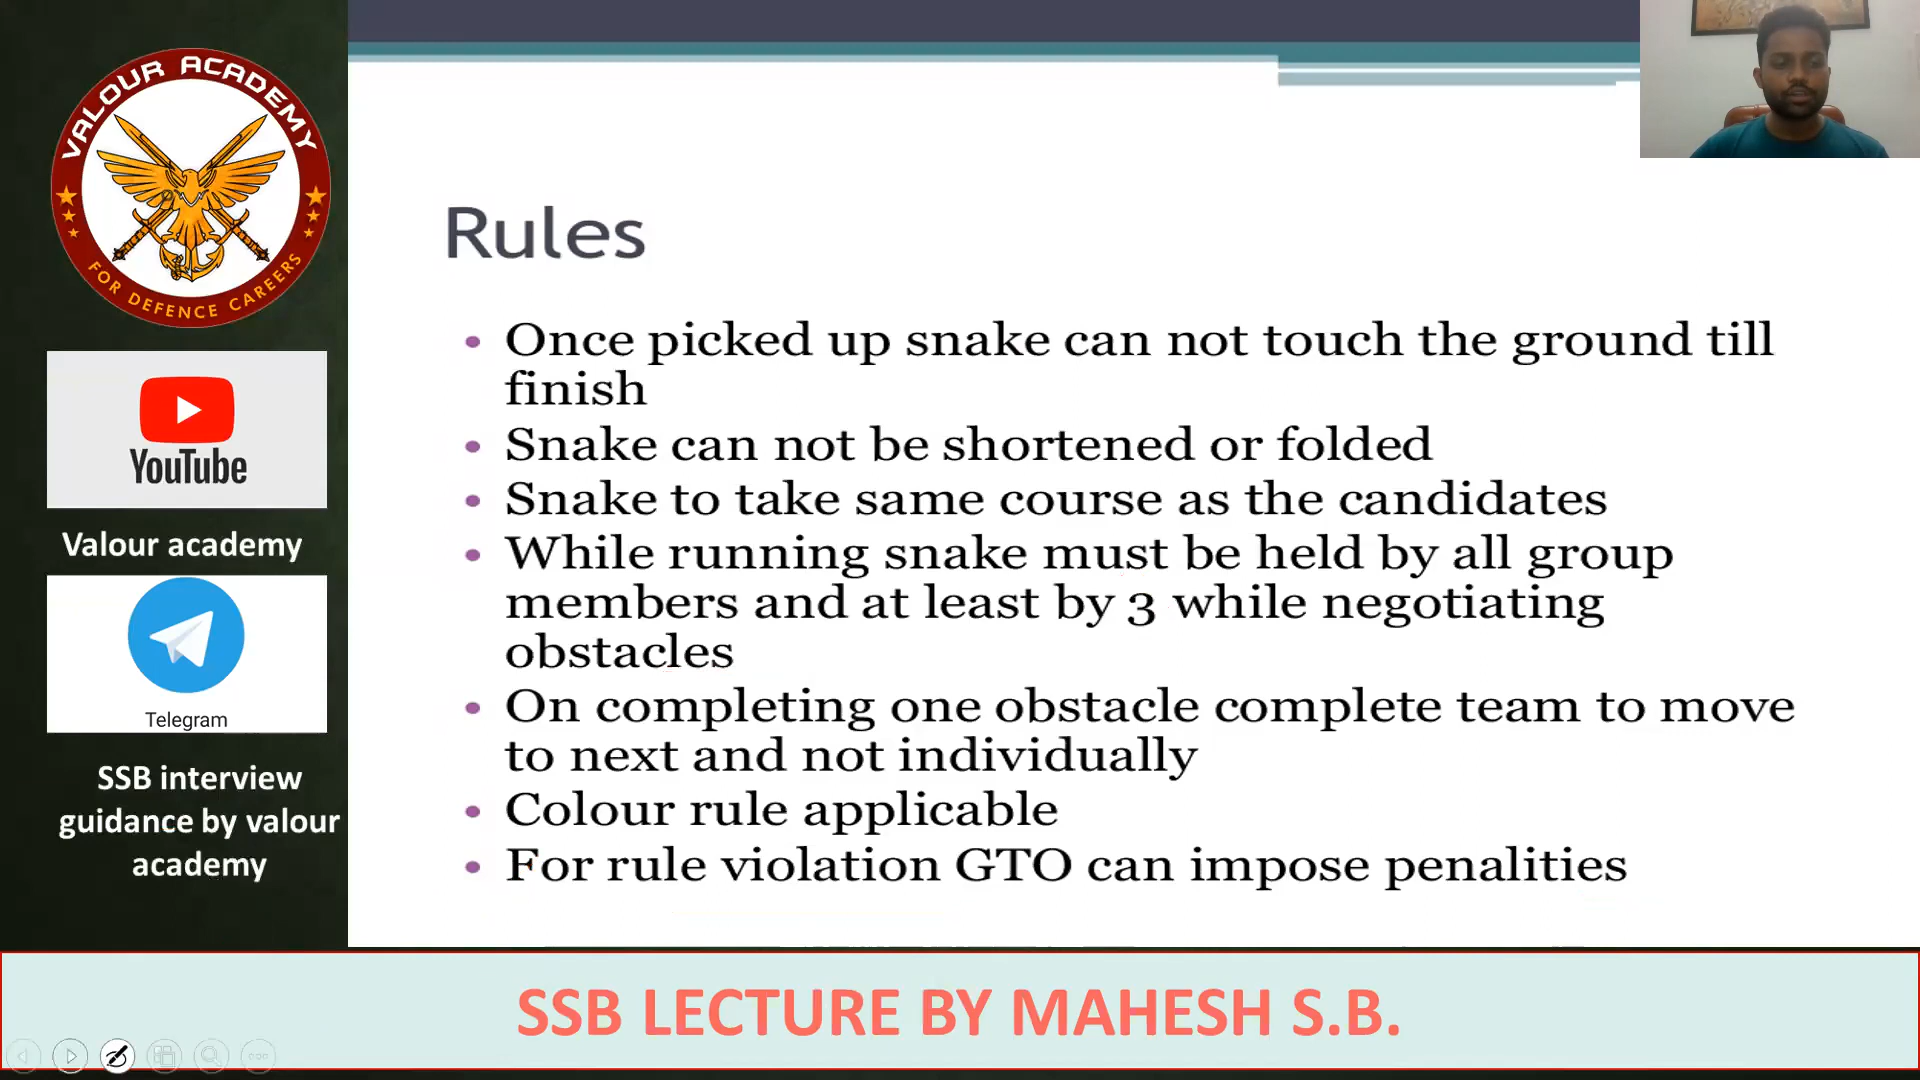 VALOUR ACADEMY
FOR DEFENCE CAREERS
YouTube
Valour academy
Telegram
SSB interview
guidance by valour
academy
Rules
• Once picked up snake can not touch the ground till
finish
• Snake can not be shortened or folded
• Snake to take same course as the candidates
• While running snake must be held by all group
members and at least by 3 while negotiating
obstacles
• On completing one obstacle complete team to move
to next and not individually
• Colour rule applicable
• For rule violation GTO can impose penalities
SSB LECTURE BY MAHESH S.B.